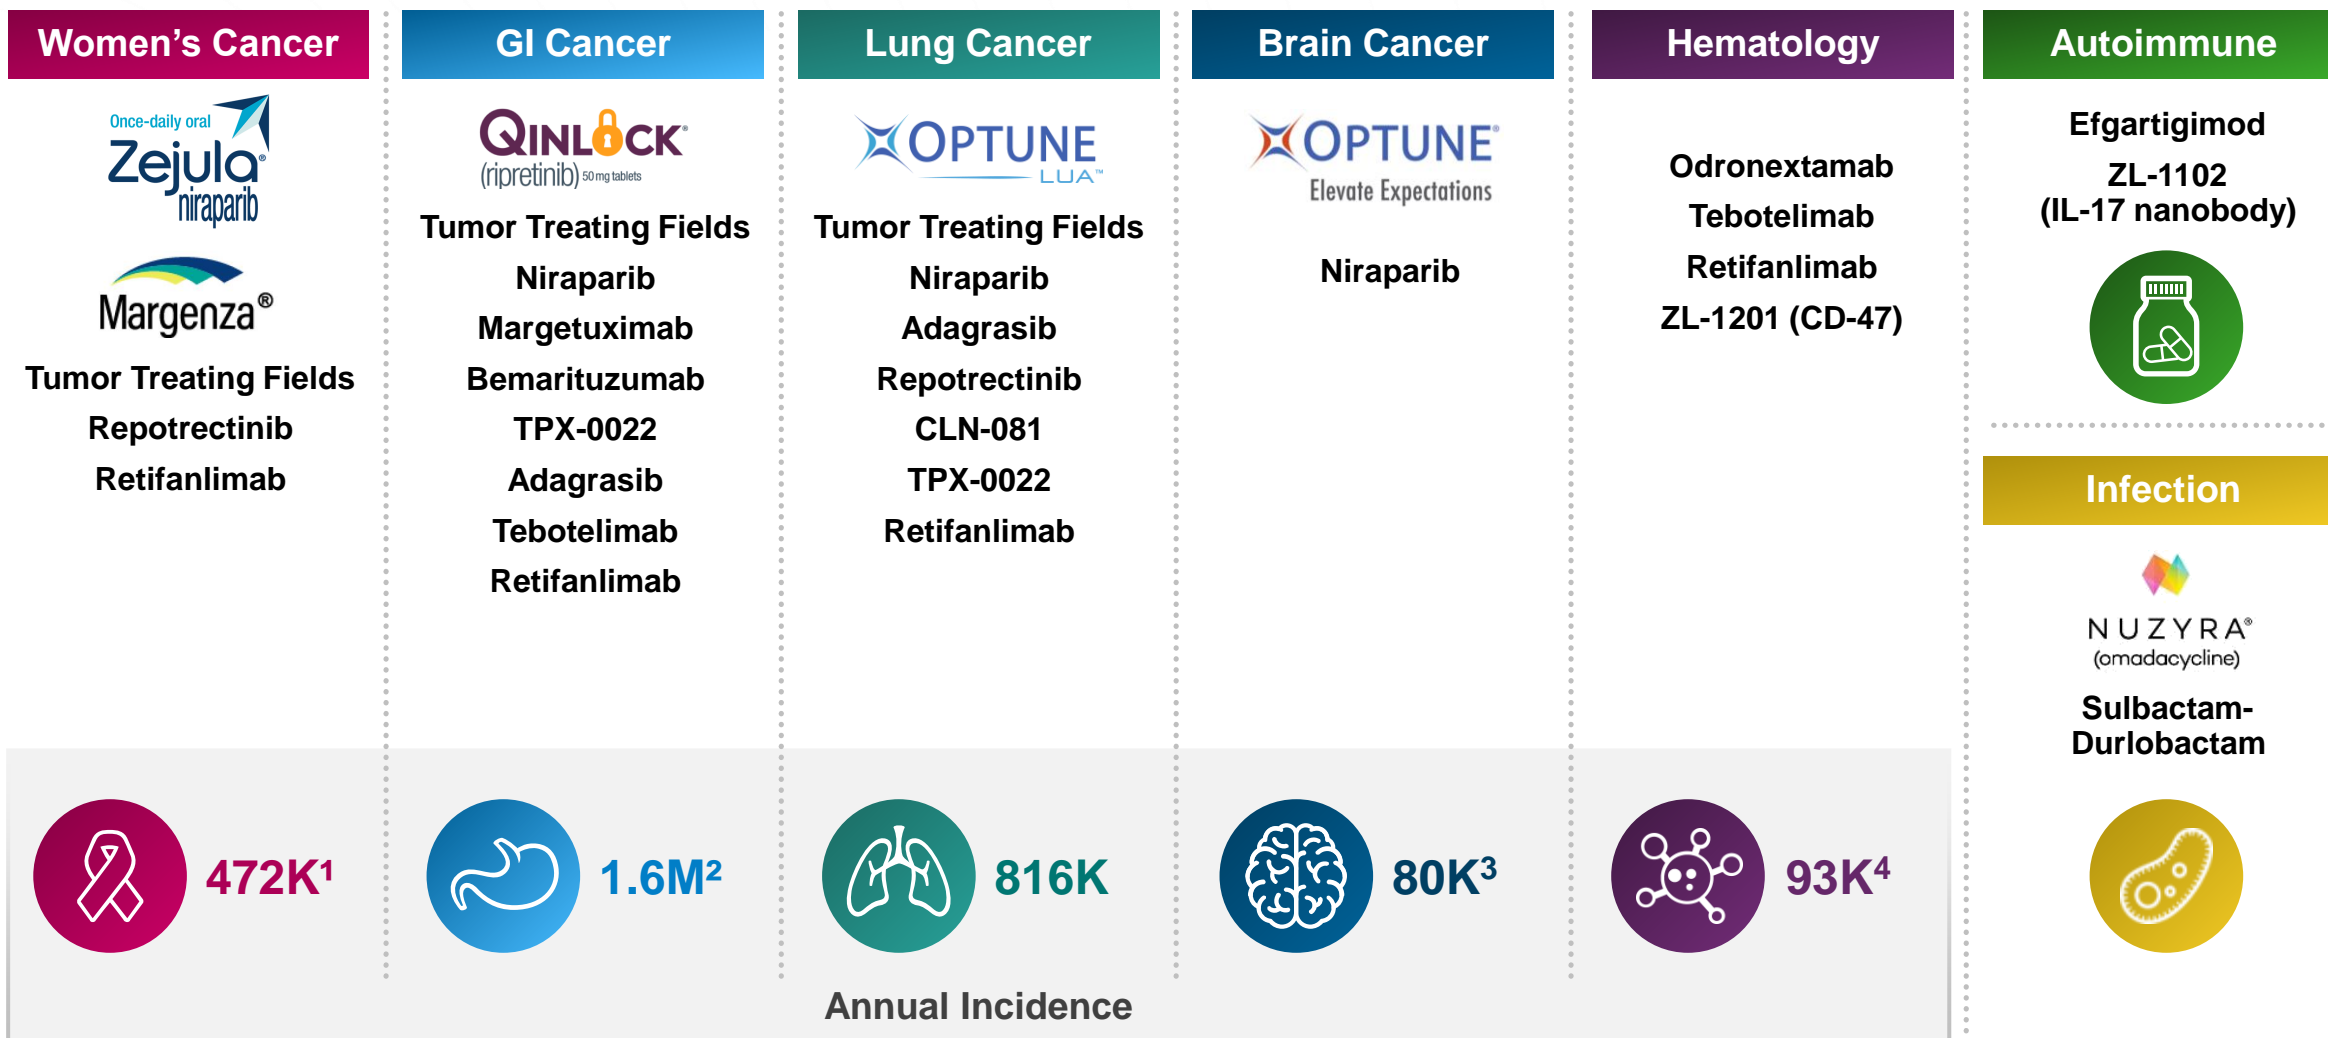 Women's Cancer
Once-daily oral
Zejula®
niraparib
Margenza®
Tumor Treating Fields
Repotrectinib
Retifanlimab
472K¹
GI Cancer
QINLOCK®
(ripretinib) 50 mg tablets
Tumor Treating Fields
Niraparib
Margetuximab
Bemarituzumab
TPX-0022
Adagrasib
Tebotelimab
Retifanlimab
1.6M²
Lung Cancer
OPTUNE
LUA™
Tumor Treating Fields
Niraparib
Adagrasib
Repotrectinib
CLN-081
TPX-0022
Retifanlimab
816K
Brain Cancer
OPTUNE®
Elevate Expectations
Niraparib
80K³
Hematology
Odronextamab
Tebotelimab
Retifanlimab
ZL-1201 (CD-47)
93K⁴
Annual Incidence
Autoimmune
Efgartigimod
ZL-1102
(IL-17 nanobody)
Infection
NUZYRA®
(omadacycline)
Sulbactam-
Durlobactam